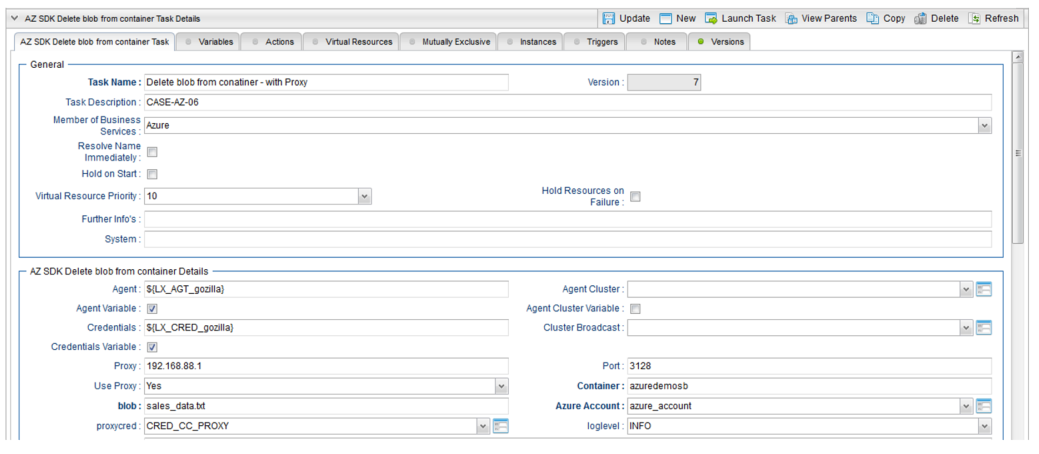 AZ SDK Delete blob from container Task Details Update New Launch Task View Parents Copy Delete Refresh
AZ SDK Delete blob from container Task Variables Actions Virtual Resources Mutually Exclusive Instances Triggers Notes Versions
General
Task Name : Delete blob from conatiner - with Proxy Version : 7
Task Description : CASE-AZ-06
Member of Business
Services : Azure
Resolve Name
Immediately :
Hold on Start :
Virtual Resource Priority : 10 Hold Resources on
Failure :
Further Info's :
System :
AZ SDK Delete blob from container Details
Agent : ${LX_AGT_gozilla} Agent Cluster :
Agent Variable : Agent Cluster Variable :
Credentials : ${LX_CRED_gozilla} Cluster Broadcast :
Credentials Variable :
Proxy : 192.168.88.1 Port : 3128
Use Proxy : Yes Container : azuredemosb
blob : sales_data.txt Azure Account : azure_account
proxycred : CRED_CC_PROXY loglevel : INFO